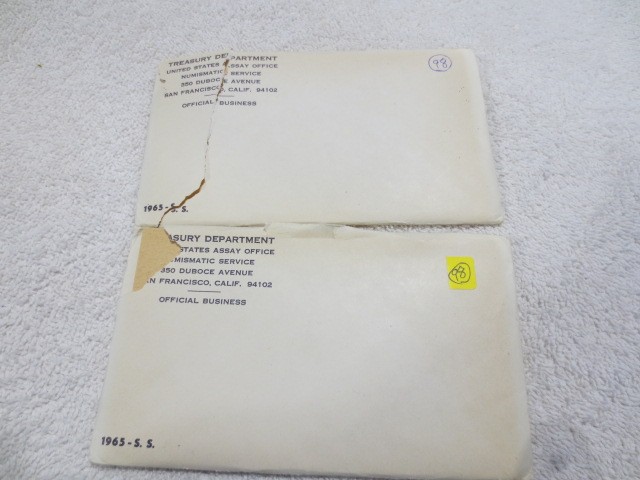 TREASURY DEPARTMENT
UNITED STATES ASSAY OFFICE
NUMISMATIC SERVICE
350 DUBOCE AVENUE
SAN FRANCISCO, CALIF. 94102
OFFICIAL BUSINESS
98
1965-S. S.
ASURY DEPARTMENT
STATES ASSAY OFFICE
MISMATIC SERVICE
350 DUBOCE AVENUE
AN FRANCISCO, CALIF. 94102
OFFICIAL BUSINESS
98
1965-S. S.